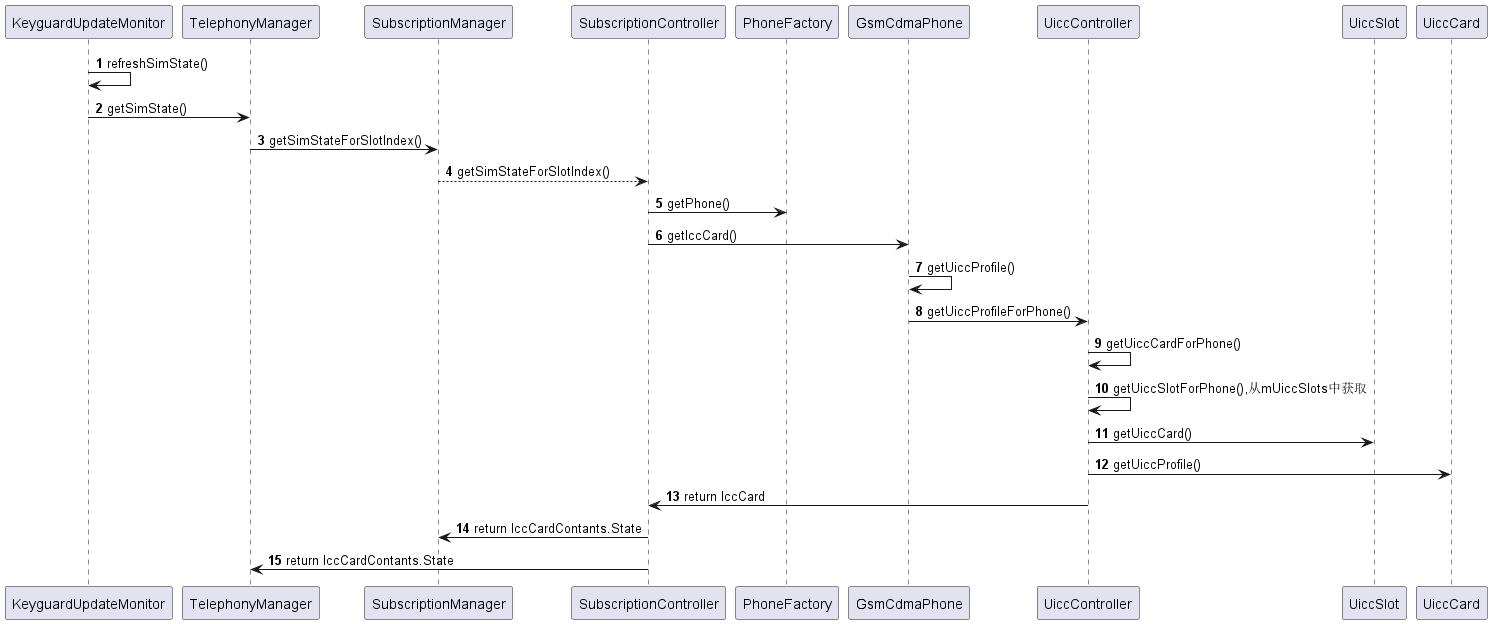 KeyguardUpdateMonitor TelephonyManager SubscriptionManager SubscriptionController PhoneFactory GsmCdmaPhone UiccController UiccSlot UiccCard
1 refreshSimState()
2 getSimState()
3 getSimStateForSlotIndex()
4 getSimStateForSlotIndex()
5 getPhone()
6 getIccCard()
7 getUiccProfile()
8 getUiccProfileForPhone()
9 getUiccCardForPhone()
10 getUiccSlotForPhone(),从mUiccSlots中获取
11 getUiccCard()
12 getUiccProfile()
13 return IccCard
14 return IccCardContants.State
15 return IccCardContants.State
KeyguardUpdateMonitor TelephonyManager SubscriptionManager SubscriptionController PhoneFactory GsmCdmaPhone UiccController UiccSlot UiccCard